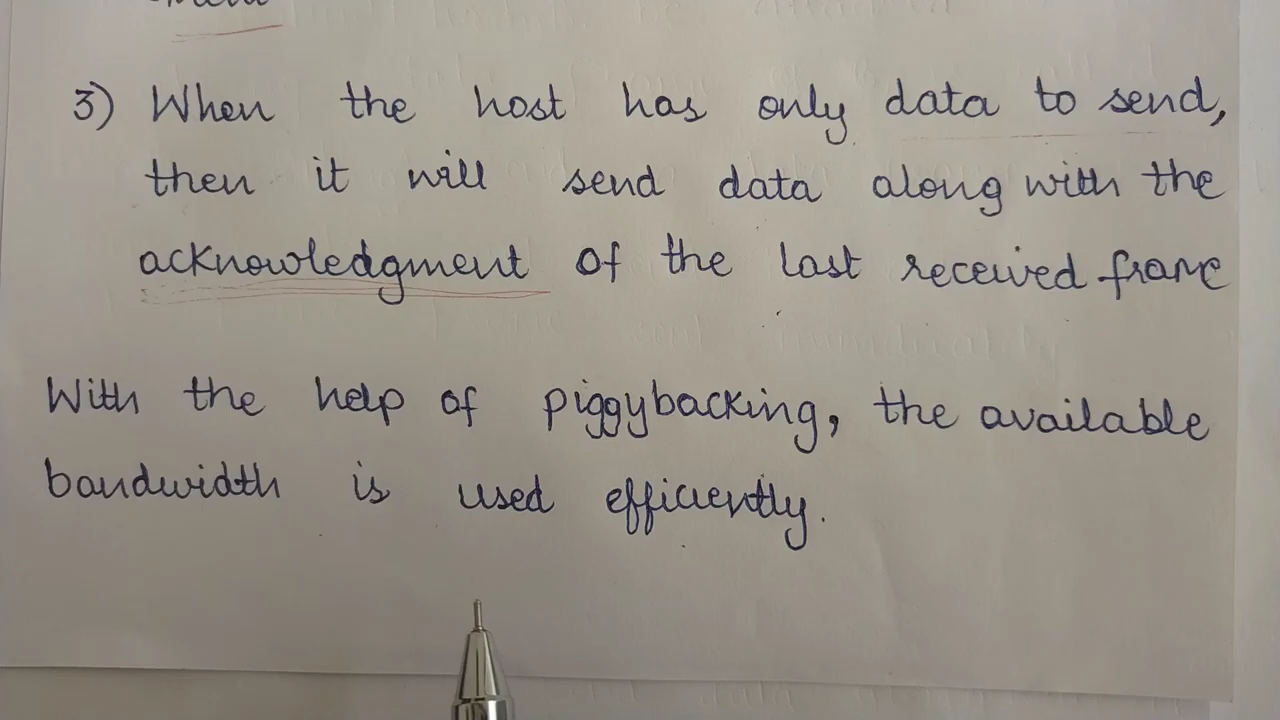 3) When the host has only data to send,
then it will send data along with the
acknowledgment of the last received frame
With the help of piggybacking, the available
bandwidth is used efficiently.